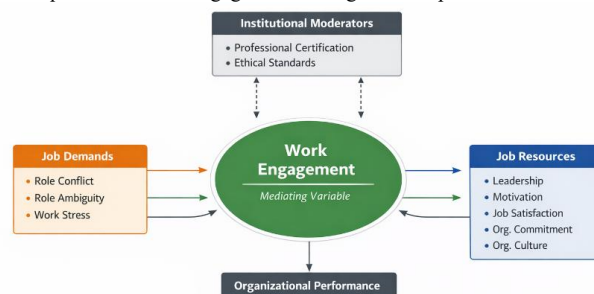 Institutional Moderators
• Professional Certification
• Ethical Standards
Job Demands
• Role Conflict
• Role Ambiguity
• Work Stress
Work
Engagement
Mediating Variable
Job Resources
• Leadership
• Motivation
• Job Satisfaction
• Org. Commitment
• Org. Culture
Organizational Performance